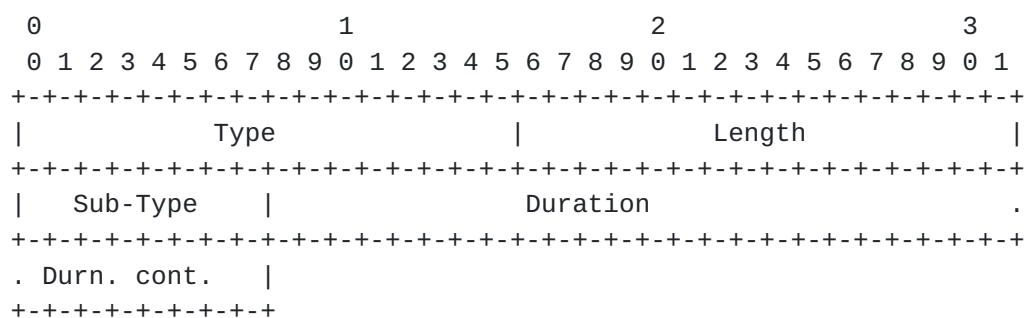 0                   1                   2                   3
 0 1 2 3 4 5 6 7 8 9 0 1 2 3 4 5 6 7 8 9 0 1 2 3 4 5 6 7 8 9 0 1
+-+-+-+-+-+-+-+-+-+-+-+-+-+-+-+-+-+-+-+-+-+-+-+-+-+-+-+-+-+-+-+-+
|            Type               |            Length             |
+-+-+-+-+-+-+-+-+-+-+-+-+-+-+-+-+-+-+-+-+-+-+-+-+-+-+-+-+-+-+-+-+
|   Sub-Type    |                Duration                       .
+-+-+-+-+-+-+-+-+-+-+-+-+-+-+-+-+-+-+-+-+-+-+-+-+-+-+-+-+-+-+-+-+
. Durn. cont.   |
+-+-+-+-+-+-+-+-+